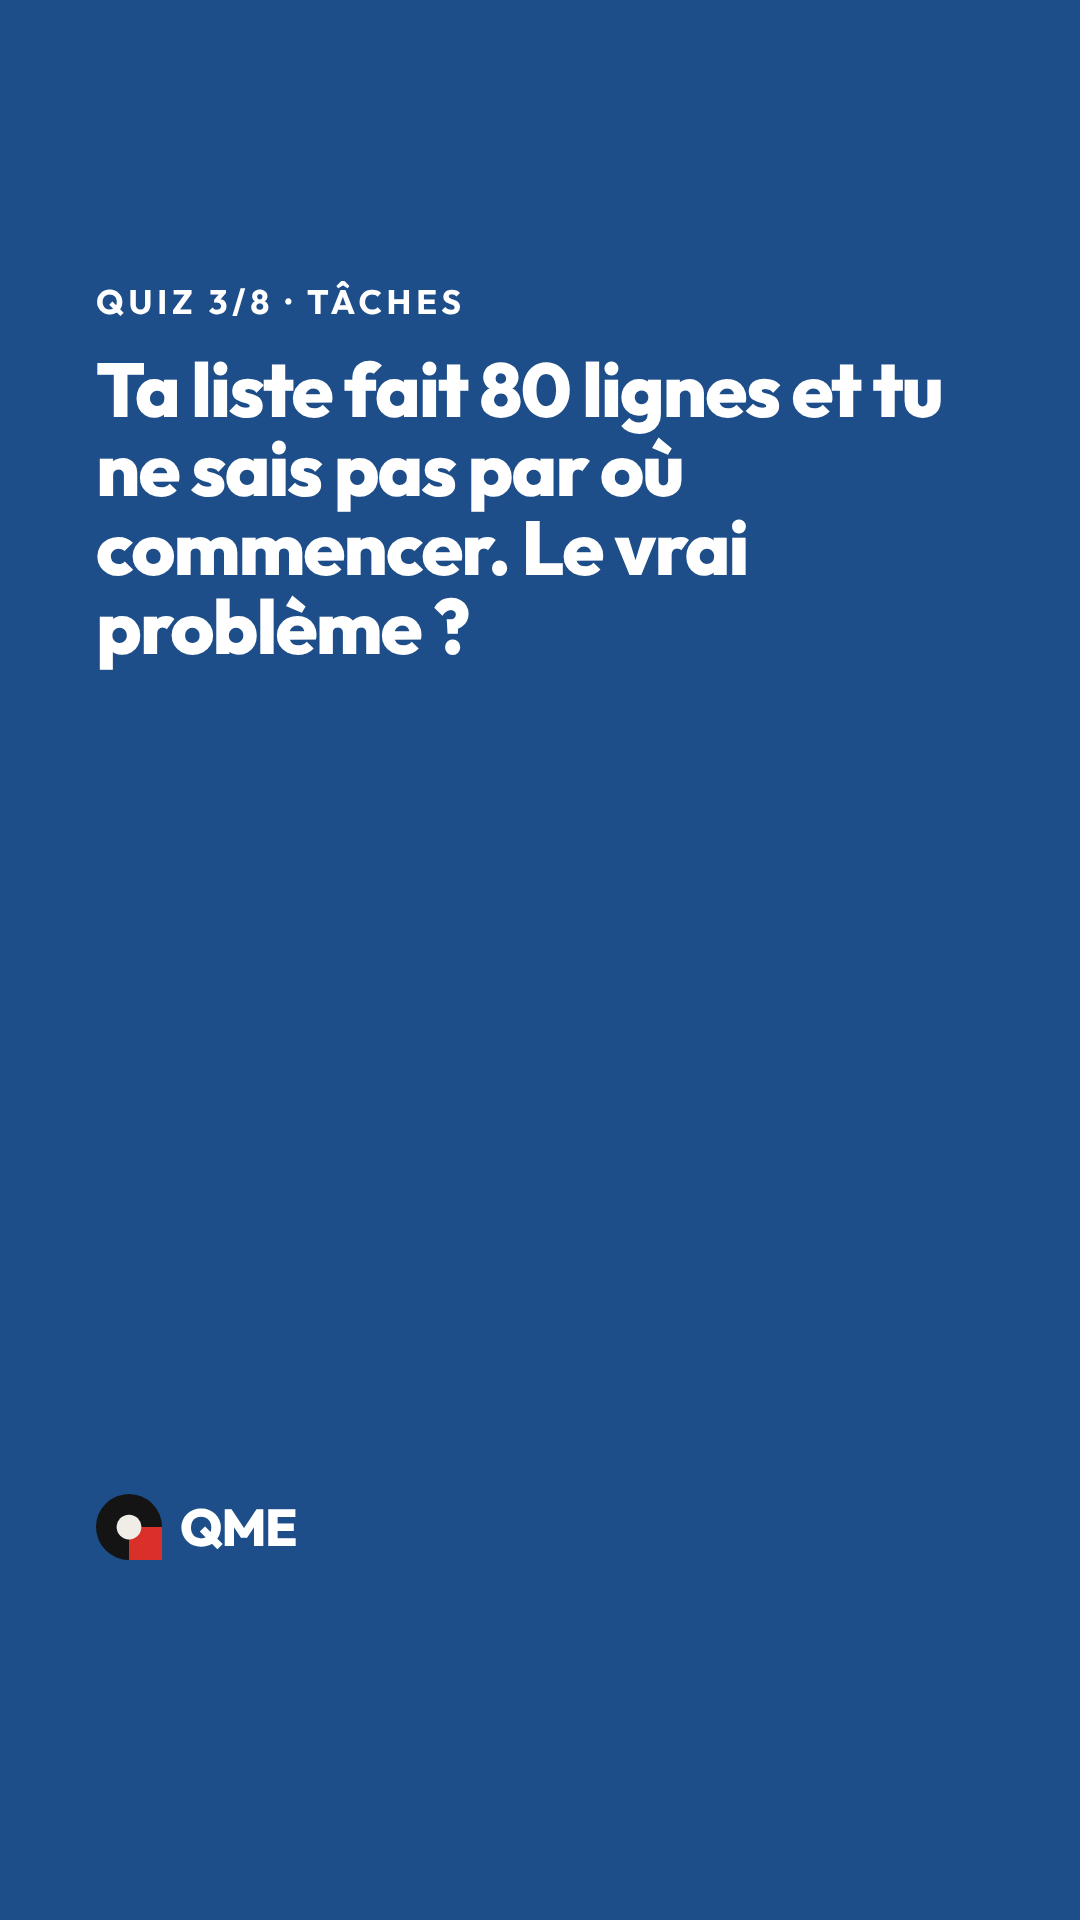 QUIZ 3/8 · TÂCHES
Ta liste fait 80 lignes et tu
ne sais pas par où
commencer. Le vrai
problème ?
QME